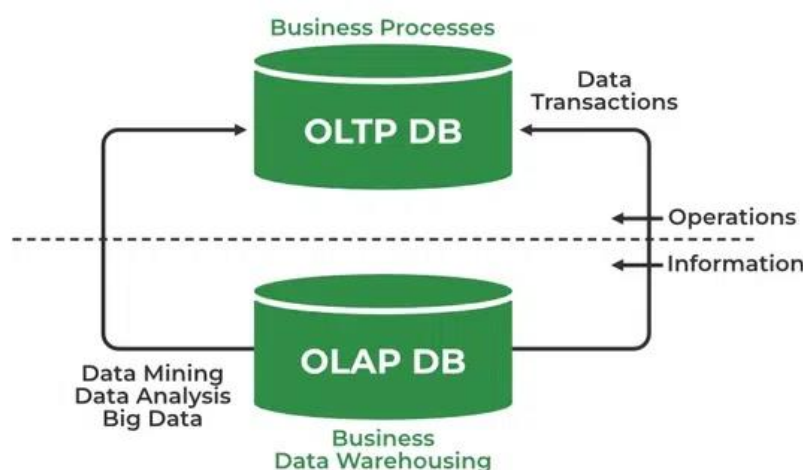 Business Processes
OLTP DB
Data
Transactions
Operations
Information
OLAP DB
Data Mining
Data Analysis
Big Data
Business
Data Warehousing